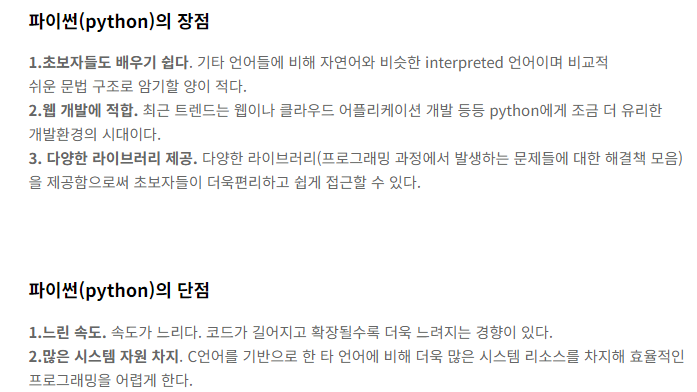 파이썬(python)의 장점
1.초보자들도 배우기 쉽다. 기타 언어들에 비해 자연어와 비슷한 interpreted 언어이며 비교적
쉬운 문법 구조로 암기할 양이 적다.
2.웹 개발에 적합. 최근 트렌드는 웹이나 클라우드 어플리케이션 개발 등등 python에게 조금 더 유리한
개발환경의 시대이다.
3. 다양한 라이브러리 제공. 다양한 라이브러리(프로그래밍 과정에서 발생하는 문제들에 대한 해결책 모음)
을 제공함으로써 초보자들이 더욱편리하고 쉽게 접근할 수 있다.
파이썬(python)의 단점
1.느린 속도. 속도가 느리다. 코드가 길어지고 확장될수록 더욱 느려지는 경향이 있다.
2.많은 시스템 자원 차지. C언어를 기반으로 한 타 언어에 비해 더욱 많은 시스템 리소스를 차지해 효율적인
프로그래밍을 어렵게 한다.